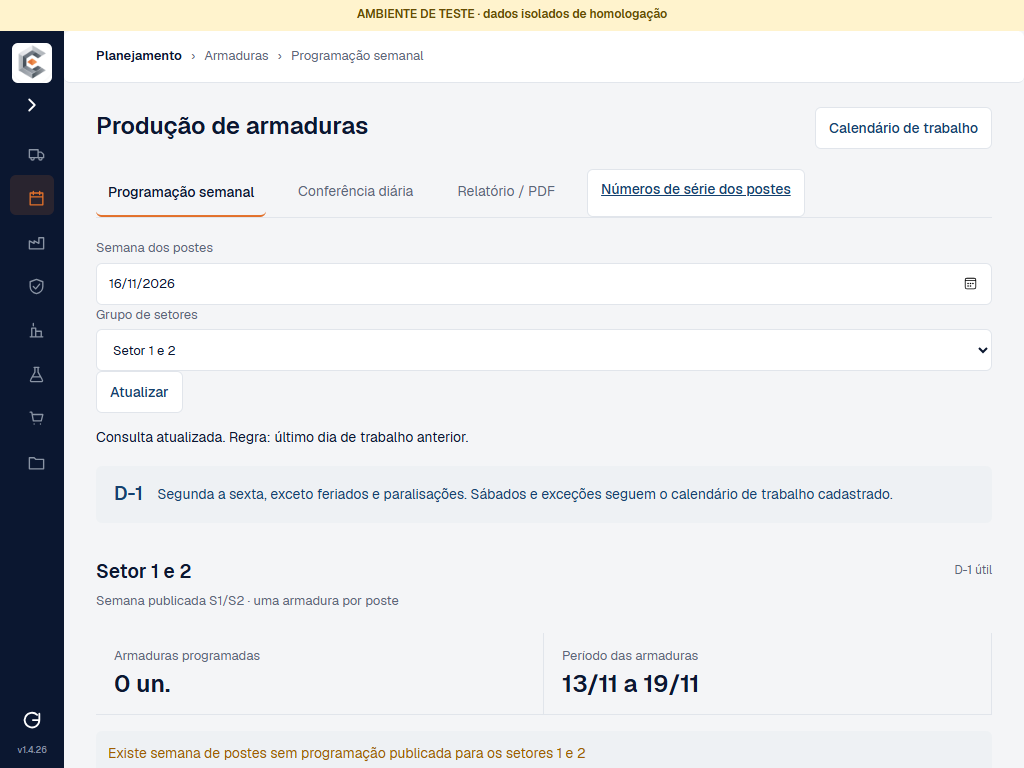 AMBIENTE DE TESTE · dados isolados de homologação
Planejamento › Armaduras › Programação semanal
Produção de armaduras
Calendário de trabalho
Programação semanal
Conferência diária
Relatório / PDF
Números de série dos postes
Semana dos postes
16/11/2026
Grupo de setores
Setor 1 e 2
Atualizar
Consulta atualizada. Regra: último dia de trabalho anterior.
D-1 Segunda a sexta, exceto feriados e paralisações. Sábados e exceções seguem o calendário de trabalho cadastrado.
Setor 1 e 2
D-1 útil
Semana publicada S1/S2 · uma armadura por poste
Armaduras programadas
0 un.
Período das armaduras
13/11 a 19/11
Existe semana de postes sem programação publicada para os setores 1 e 2
v1.4.26